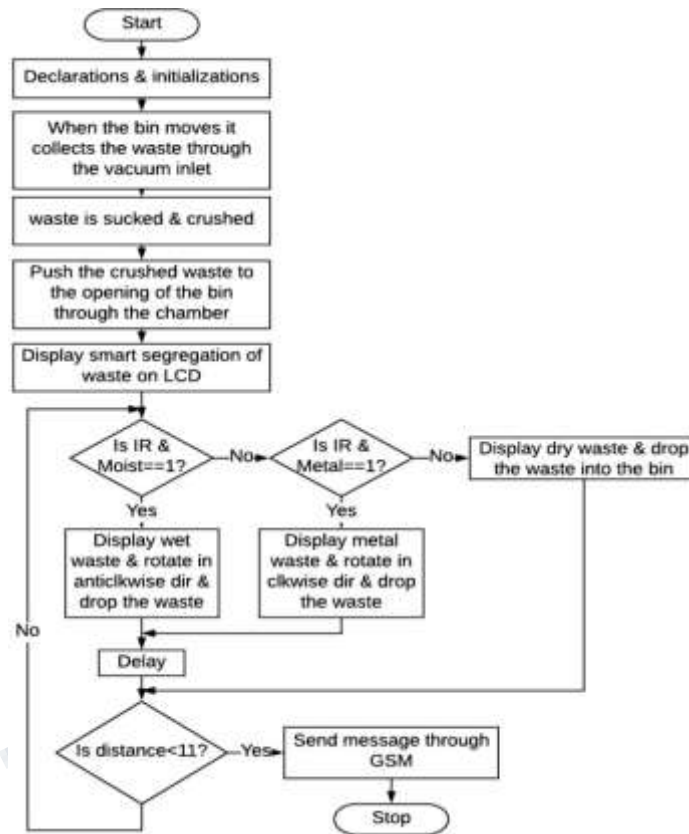 Start
Declarations & initializations
When the bin moves it
collects the waste through
the vacuum inlet
waste is sucked & crushed
Push the crushed waste to
the opening of the bin
through the chamber
Display smart segregation of
waste on LCD
Is IR &
Moist==1?
No
Is IR &
Metal==1?
No
Display dry waste & drop
the waste into the bin
Yes
Yes
Display wet
waste & rotate in
anticlkwise dir &
drop the waste
Display metal
waste & rotate in
clkwise dir & drop
the waste
No
Delay
Is distance<11?
Yes
Send message through
GSM
Stop